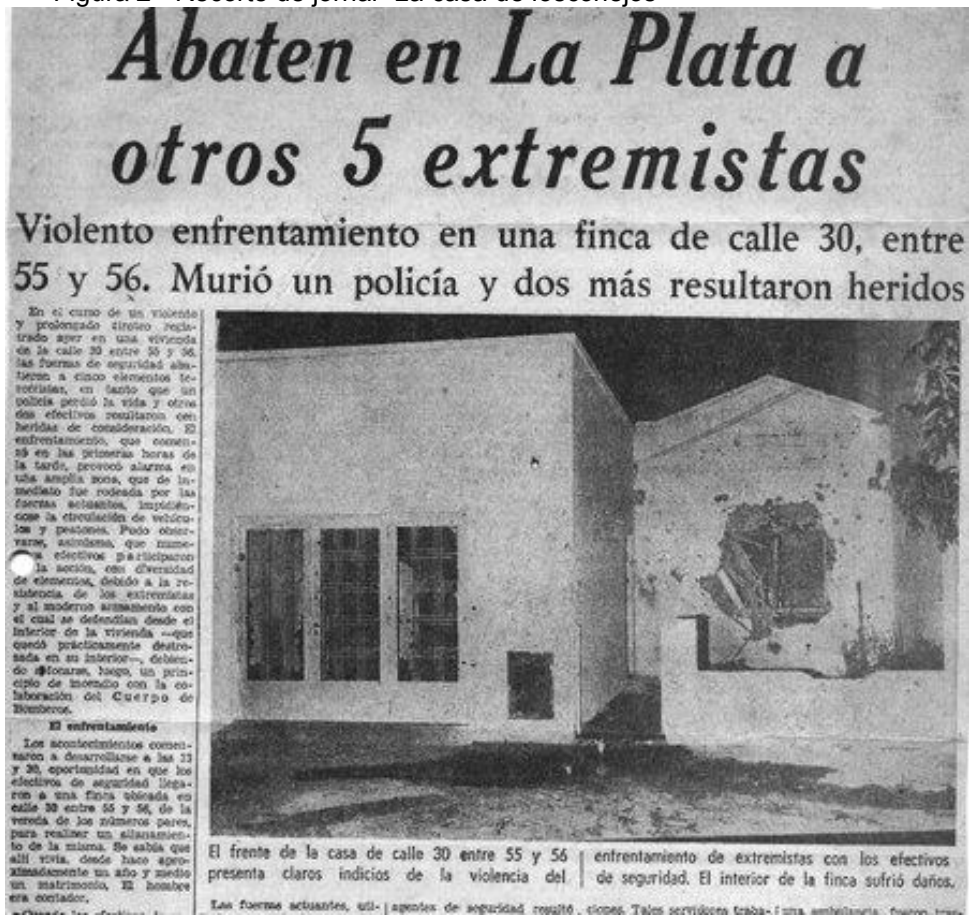 Figura 2 - Recorte de jornal "La casa de los conejos"
Abaten en La Plata a
otros 5 extremistas
Violento enfrentamiento en una finca de calle 30, entre
55 y 56. Murió un policía y dos más resultaron heridos
En el curso de un violento
y prolongado tiroteo regis-
trado ayer en una vivienda
de la calle 30 entre 55 y 56,
las fuerzas de seguridad aba-
tieron a cinco elementos te-
rroristas, en tanto que un
policía perdió la vida y otros
dos efectivos resultaron con
heridas de consideración. El
enfrentamiento, que comen-
zó en las primeras horas de
la tarde, provocó alarma en
una amplia zona, que de in-
mediato fue rodeada por las
fuerzas actuantes, impidién-
dose la circulación de vehícu-
los y peatones. Pudo obser-
varse, asimismo, que nume-
efectivos participaron
la acción, con diversidad
de elementos, debido a la re-
sistencia de los extremistas
y al moderno armamento con
el cual se defendían desde el
interior de la vivienda —que
quedó prácticamente destro-
zada en su interior—, debien-
do sofocarse, luego, un prin-
cipio de incendio con la co-
laboración del Cuerpo de
Bomberos.
El enfrentamiento
Los acontecimientos comen-
zaron a desarrollarse a las 13
y 30, oportunidad en que los
efectivos de seguridad llega-
ron a una finca ubicada en
calle 30 entre 55 y 56, de la
vereda de los números pares,
para realizar un allanamien-
to de la misma. Se sabía que
allí vivía, desde hace apro-
ximadamente un año y medio
un matrimonio. El hombre
era contador.
El frente de la casa de calle 30 entre 55 y 56
presenta claros indicios de la violencia del
enfrentamiento de extremistas con los efectivos
de seguridad. El interior de la finca sufrió daños.
Las fuerzas actuantes, uti-
agentes de seguridad resultó
ciones. Tales servidores traba-
una ambulancia, fueron